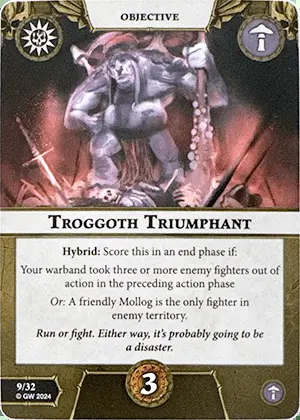 OBJECTIVE
TROGGOTH TRIUMPHANT
Hybrid: Score this in an end phase if:
Your warband took three or more enemy fighters out of
action in the preceding action phase
Or: A friendly Mollog is the only fighter in
enemy territory.
Run or fight. Either way, it's probably going to be
a disaster.
9/32
© GW 2024
3